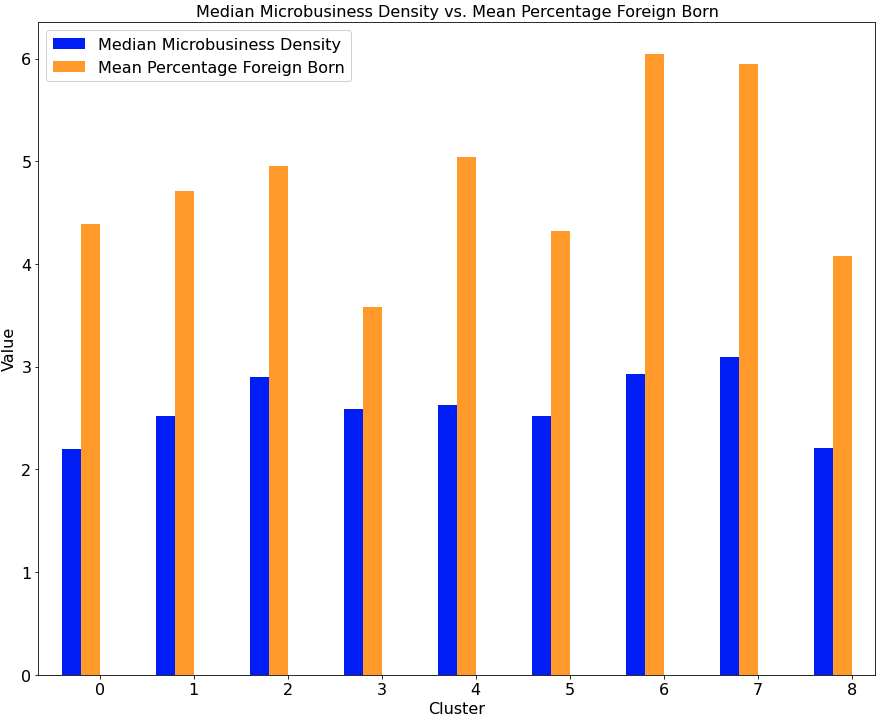 Median Microbusiness Density vs. Mean Percentage Foreign Born
Median Microbusiness Density
Mean Percentage Foreign Born
6
5
4
3
2
1
0
Value
0 1 2 3 4 5 6 7 8
Cluster